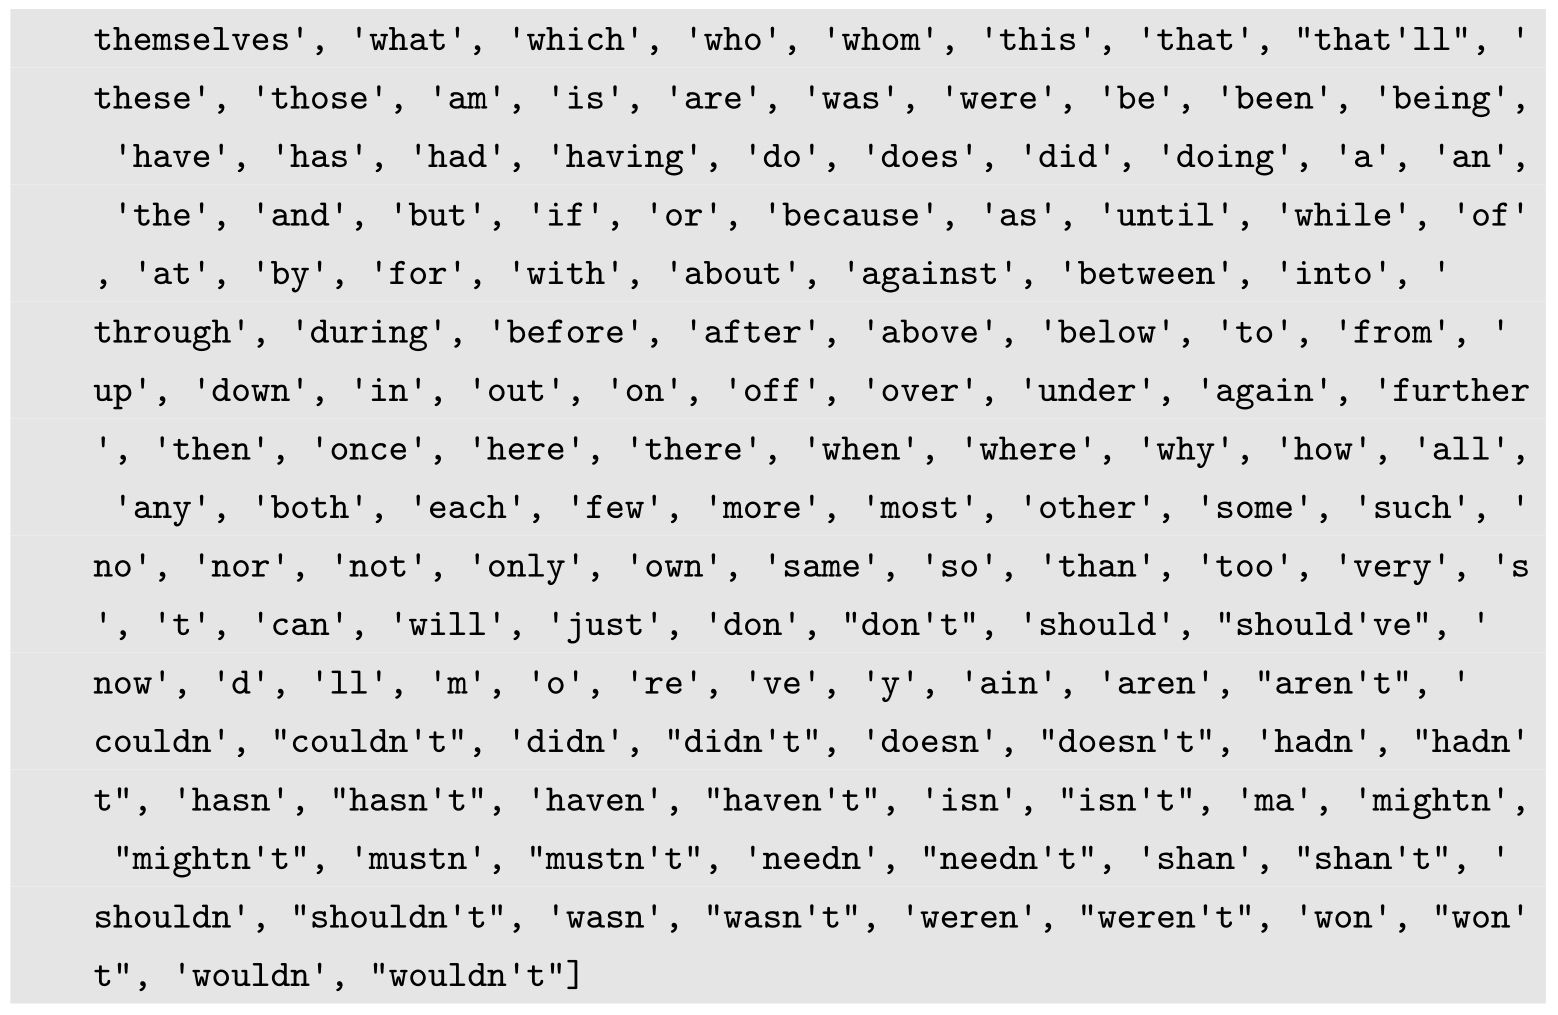 themselves', 'what', 'which', 'who', 'whom', 'this', 'that', "that'll", '
these', 'those', 'am', 'is', 'are', 'was', 'were', 'be', 'been', 'being',
'have', 'has', 'had', 'having', 'do', 'does', 'did', 'doing', 'a', 'an',
'the', 'and', 'but', 'if', 'or', 'because', 'as', 'until', 'while', 'of'
, 'at', 'by', 'for', 'with', 'about', 'against', 'between', 'into', '
through', 'during', 'before', 'after', 'above', 'below', 'to', 'from', '
up', 'down', 'in', 'out', 'on', 'off', 'over', 'under', 'again', 'further
', 'then', 'once', 'here', 'there', 'when', 'where', 'why', 'how', 'all',
'any', 'both', 'each', 'few', 'more', 'most', 'other', 'some', 'such', '
no', 'nor', 'not', 'only', 'own', 'same', 'so', 'than', 'too', 'very', 's
', 't', 'can', 'will', 'just', 'don', "don't", 'should', "should've", '
now', 'd', 'll', 'm', 'o', 're', 've', 'y', 'ain', 'aren', "aren't", '
couldn', "couldn't", 'didn', "didn't", 'doesn', "doesn't", 'hadn', "hadn'
t", 'hasn', "hasn't", 'haven', "haven't", 'isn', "isn't", 'ma', 'mightn',
"mightn't", 'mustn', "mustn't", 'needn', "needn't", 'shan', "shan't", '
shouldn', "shouldn't", 'wasn', "wasn't", 'weren', "weren't", 'won', "won'
t", 'wouldn', "wouldn't"]